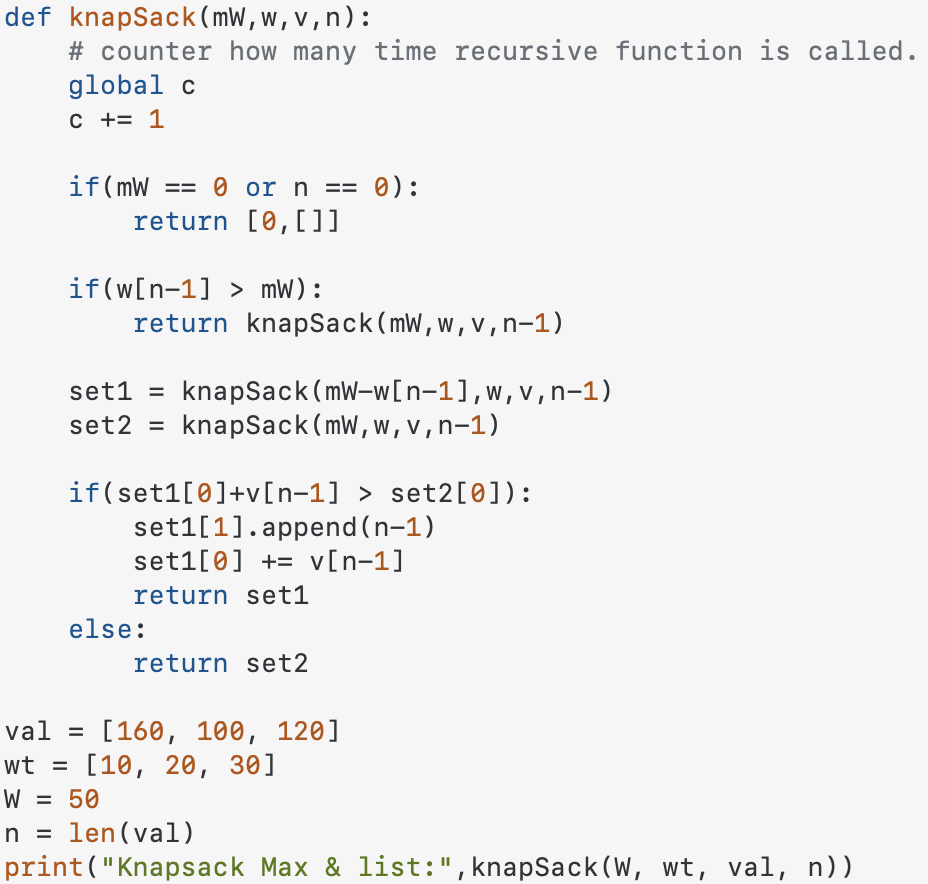 def knapSack(mW,w,v,n):
    # counter how many time recursive function is called.
    global c
    c += 1

    if(mW == 0 or n == 0):
        return [0,[]]

    if(w[n-1] > mW):
        return knapSack(mW,w,v,n-1)

    set1 = knapSack(mW-w[n-1],w,v,n-1)
    set2 = knapSack(mW,w,v,n-1)

    if(set1[0]+v[n-1] > set2[0]):
        set1[1].append(n-1)
        set1[0] += v[n-1]
        return set1
    else:
        return set2

val = [160, 100, 120]
wt = [10, 20, 30]
W = 50
n = len(val)
print("Knapsack Max & list:",knapSack(W, wt, val, n))